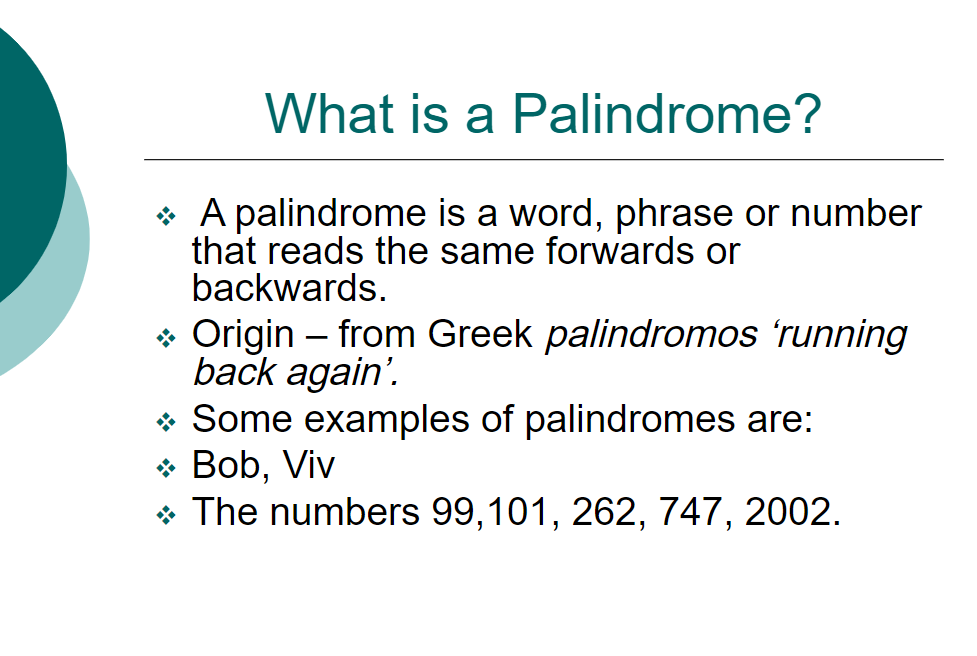 What is a Palindrome?
A palindrome is a word, phrase or number
that reads the same forwards or
backwards.
Origin – from Greek palindromos ‘running
back again’.
Some examples of palindromes are:
Bob, Viv
The numbers 99,101, 262, 747, 2002.